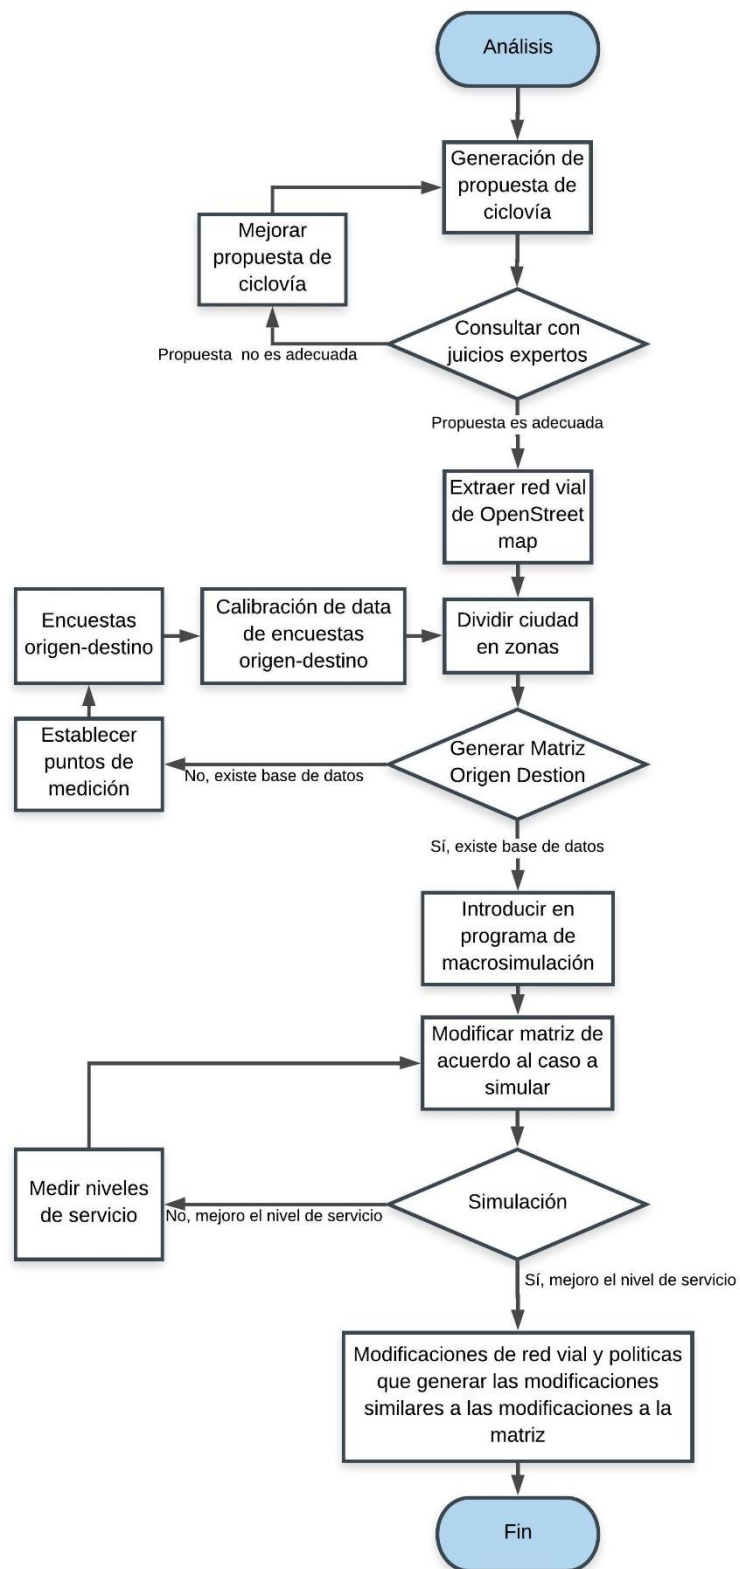 Análisis
Generación de
propuesta de
ciclovía
Mejorar
propuesta de
ciclovía
Consultar con
juicios expertos
Propuesta no es adecuada
Propuesta es adecuada
Extraer red vial
de OpenStreet
map
Encuestas
origen-destino
Calibración de data
de encuestas
origen-destino
Dividir ciudad
en zonas
Establecer
puntos de
medición
Generar Matriz
Origen Destion
No, existe base de datos
Sí, existe base de datos
Introducir en
programa de
macrosimulación
Modificar matriz de
acuerdo al caso a
simular
Medir niveles
de servicio
Simulación
No, mejoro el nivel de servicio
Sí, mejoro el nivel de servicio
Modificaciones de red vial y politicas
que generar las modificaciones
similares a las modificaciones a la
matriz
Fin